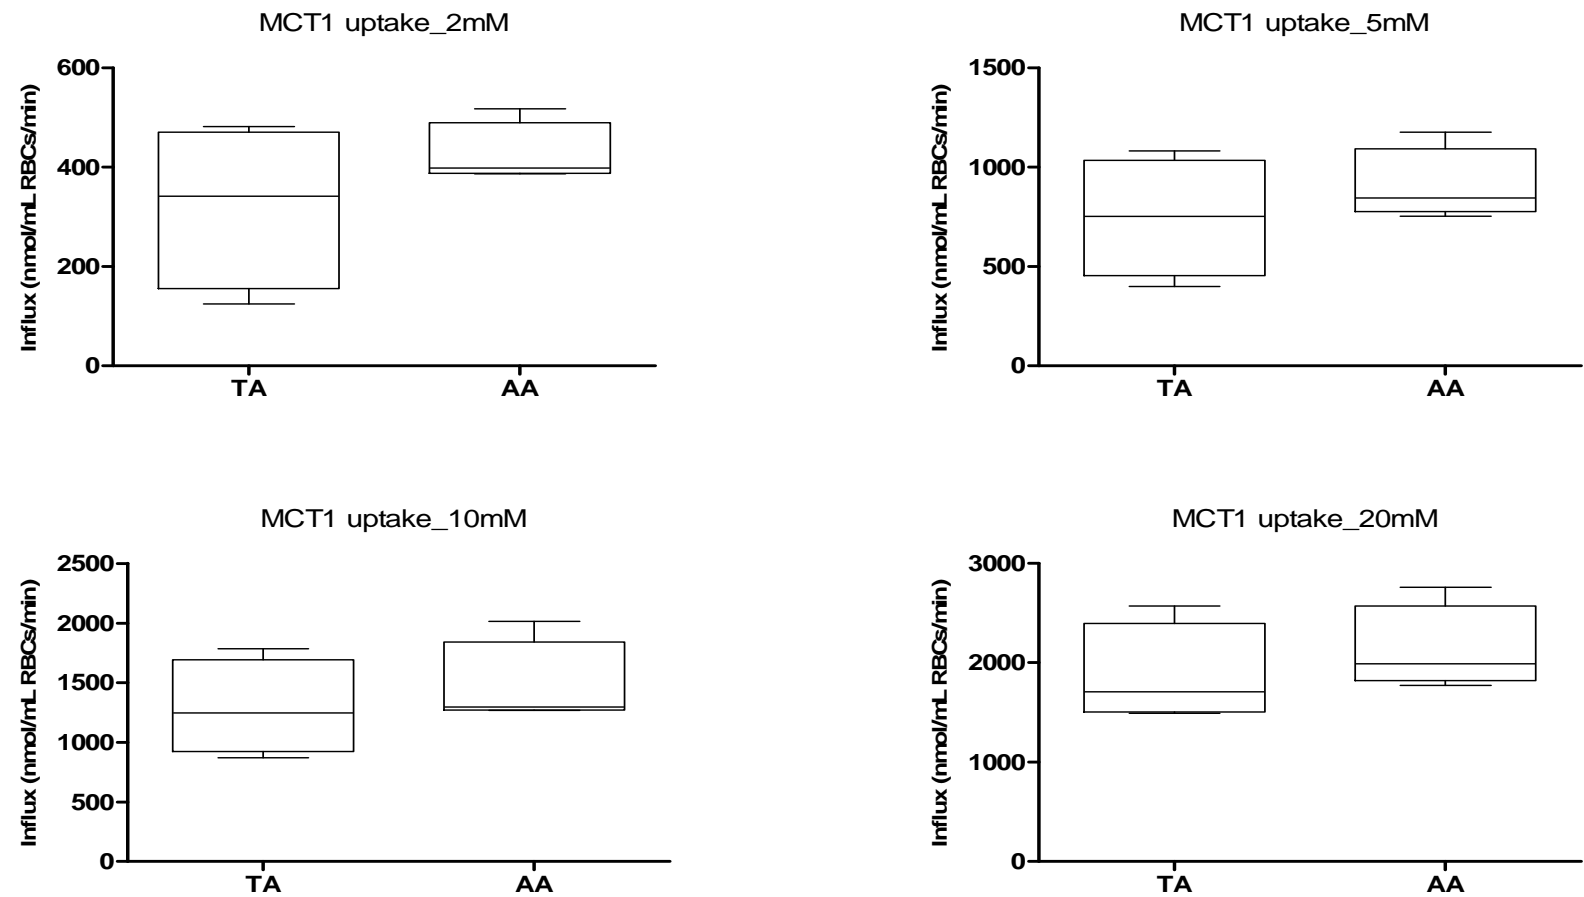 MCT1 uptake_2mM
Influx (nmol/mL RBCs/min)
600
400
200
0
TA AA
MCT1 uptake_5mM
Influx (nmol/mL RBCs/min)
1500
1000
500
0
TA AA
MCT1 uptake_10mM
Influx (nmol/mL RBCs/min)
2500
2000
1500
1000
500
0
TA AA
MCT1 uptake_20mM
Influx (nmol/mL RBCs/min)
3000
2000
1000
0
TA AA